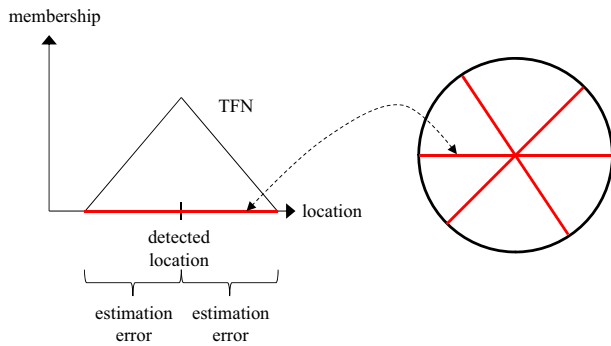 membership
TFN
location
detected
location
estimation
error
estimation
error